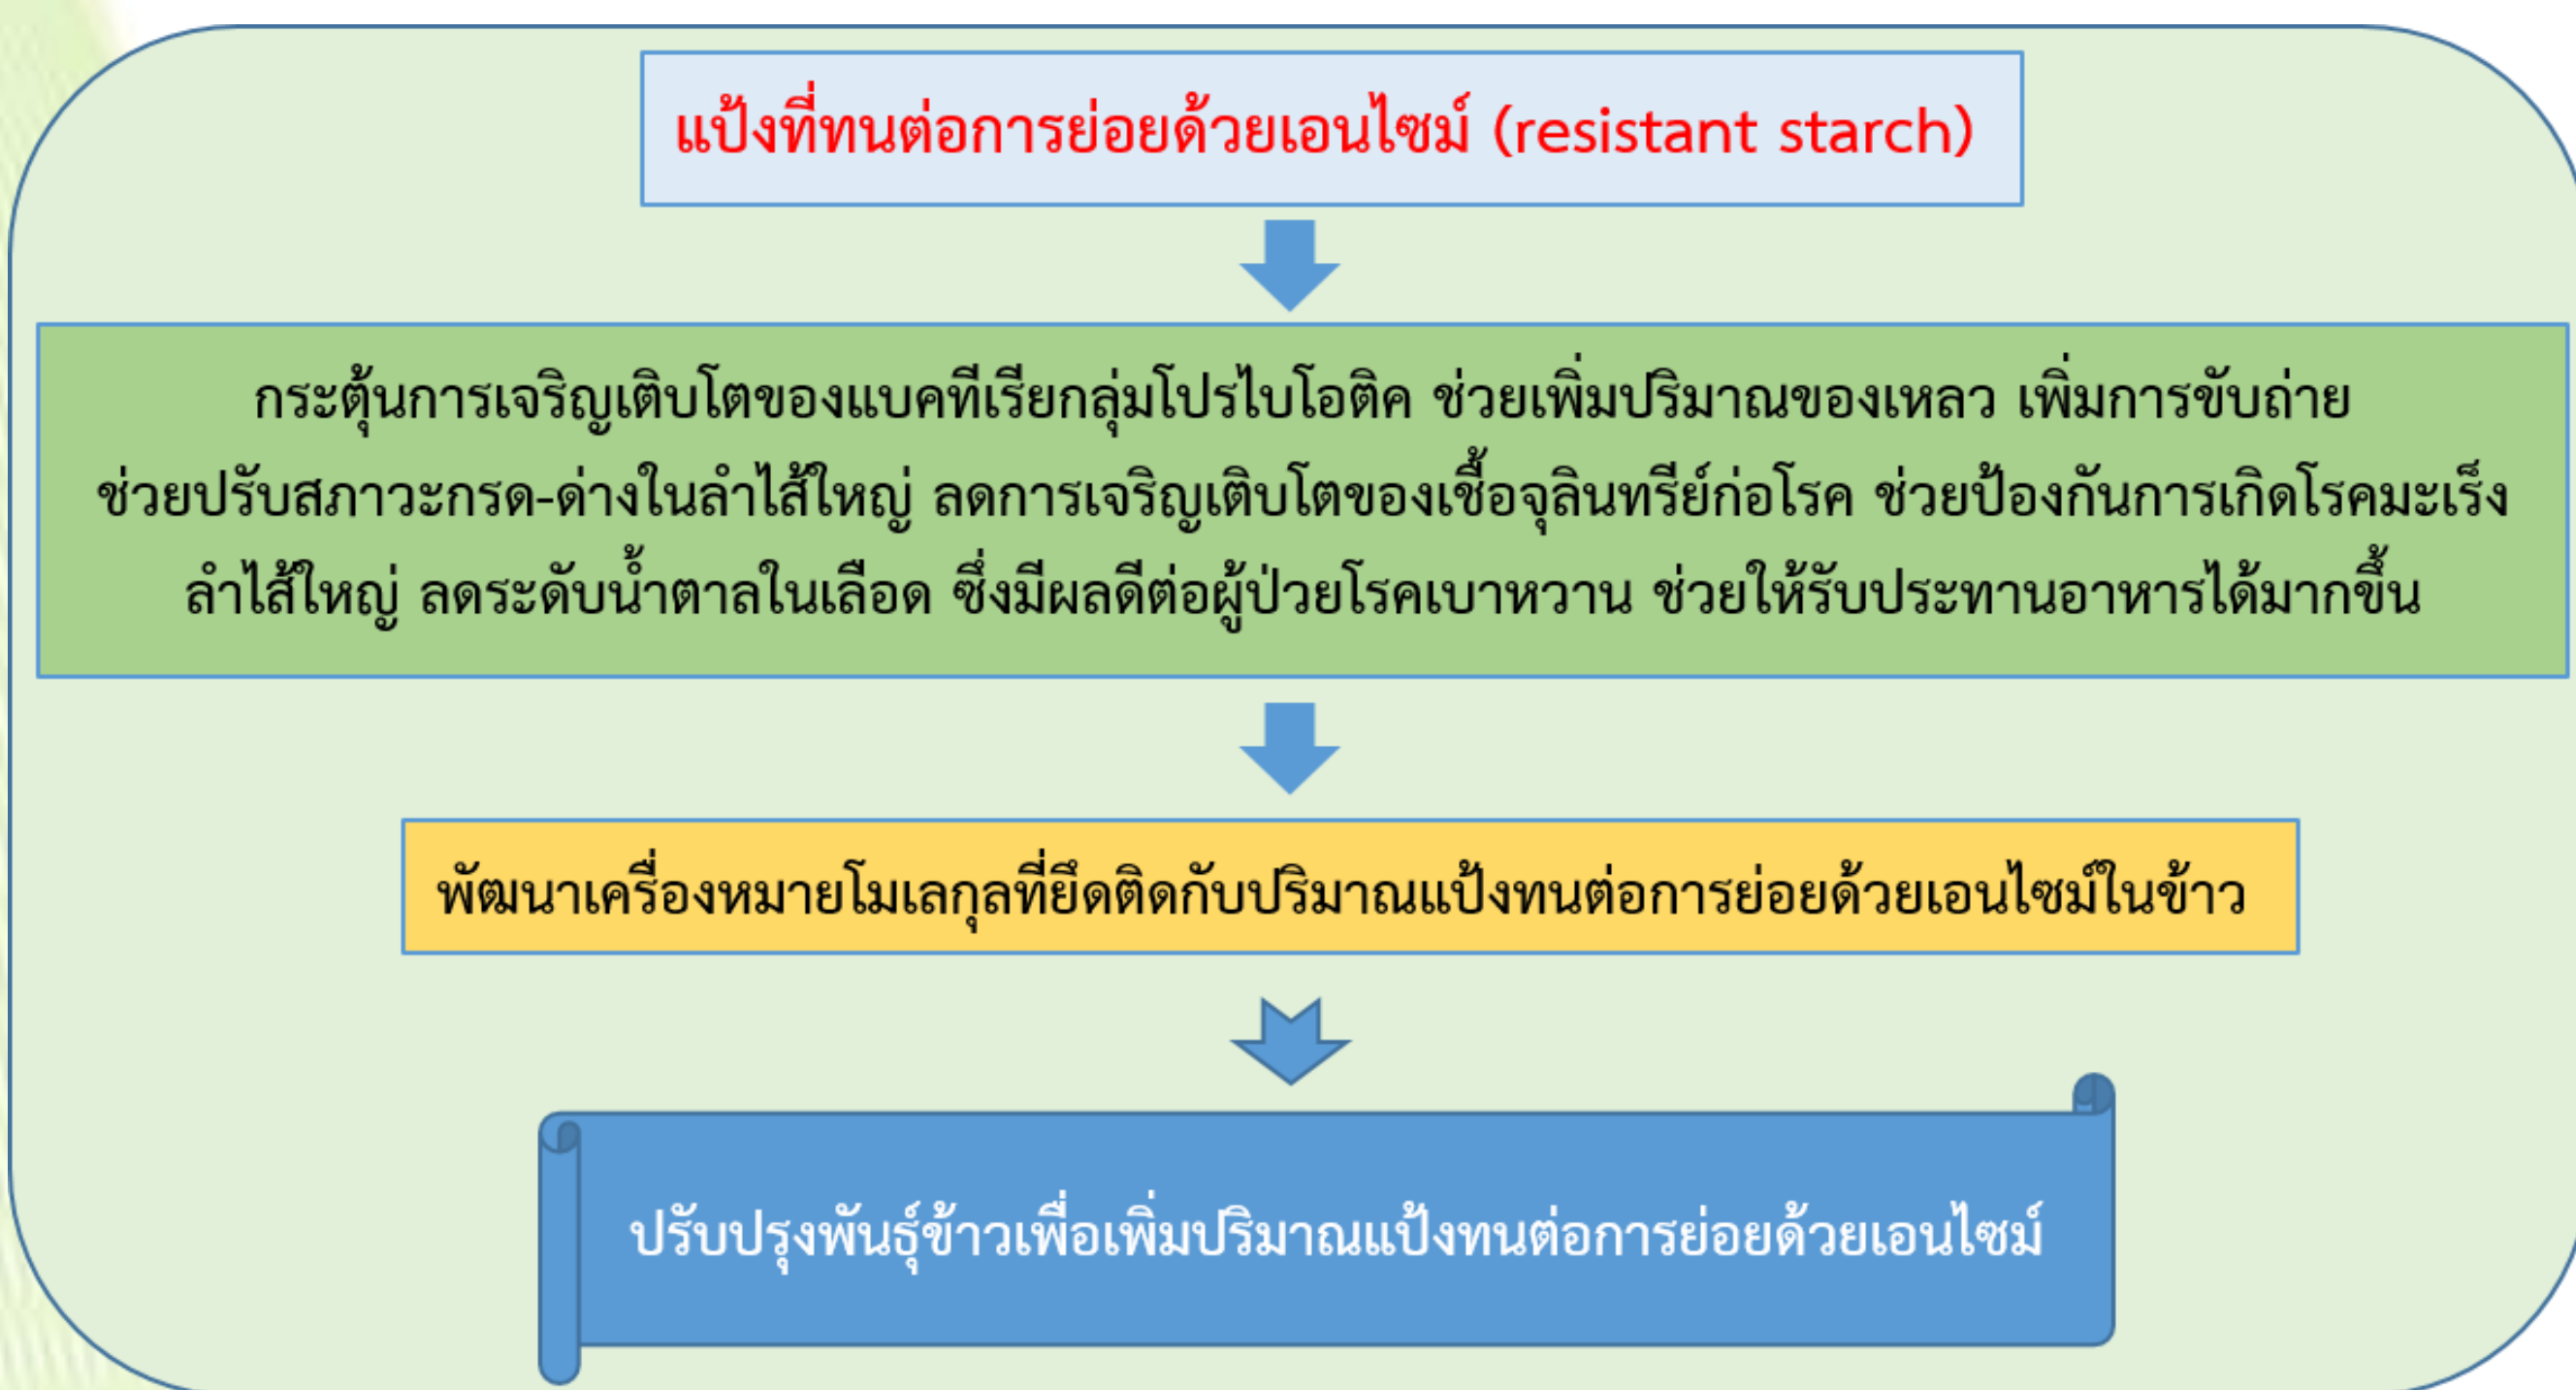 แป้งที่ทนต่อการย่อยด้วยเอนไซม์ (resistant starch)
กระตุ้นการเจริญเติบโตของแบคทีเรียกลุ่มโปรไบโอติค ช่วยเพิ่มปริมาณของเหลว เพิ่มการขับถ่าย
ช่วยปรับสภาวะกรด-ด่างในลำไส้ใหญ่ ลดการเจริญเติบโตของเชื้อจุลินทรีย์ก่อโรค ช่วยป้องกันการเกิดโรคมะเร็ง
ลำไส้ใหญ่ ลดระดับน้ำตาลในเลือด ซึ่งมีผลดีต่อผู้ป่วยโรคเบาหวาน ช่วยให้รับประทานอาหารได้มากขึ้น
พัฒนาเครื่องหมายโมเลกุลที่ยึดติดกับปริมาณแป้งทนต่อการย่อยด้วยเอนไซม์ในข้าว
ปรับปรุงพันธุ์ข้าวเพื่อเพิ่มปริมาณแป้งทนต่อการย่อยด้วยเอนไซม์